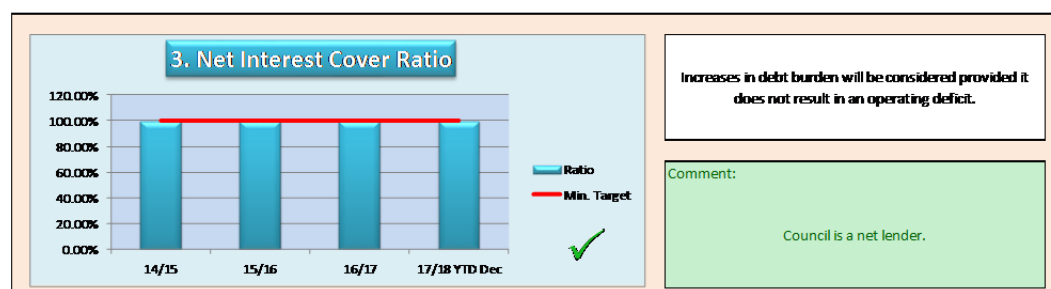 3. Net Interest Cover Ratio
120.00%
100.00%
80.00%
60.00%
40.00%
20.00%
0.00%
14/15
15/16
16/17
17/18 YTD Dec
Ratio
Min. Target
Increases in debt burden will be considered provided it
does not result in an operating deficit.
Comment:
Council is a net lender.